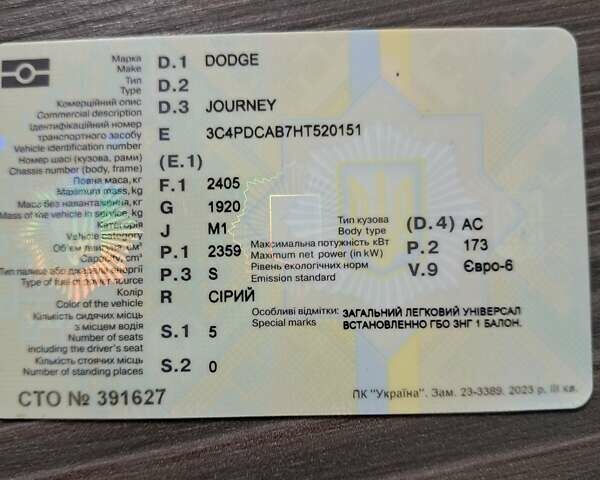 Марка D.1 DODGE
Make
Тип D.2
Type
Комерційний опис D.3 JOURNEY
Commercial description
Ідентифікаційний номер
транспортного засобу E 3C4PDCAB7HT520151
Vehicle identification number
Номер шасі (кузова, рами) (E.1)
Chassis number (body, frame)
Повна маса, кг F.1 2405
Maximum mass, kg
Маса без навантаження, кг G 1920
Mass of the vehicle in service, kg
Категорія J M1
Vehicle category
Об'єм двигуна, см³ P.1 2359
Capacity, cm³
Тип пального або джерела енергії P.3 S
Type of fuel or power source
Колір R СІРИЙ
Color of the vehicle
Кількість сидячих місць
з місцем водія S.1 5
Number of seats
including the driver's seat
Кількість стоячих місць S.2 0
Number of standing places
Тип кузова (D.4) AC
Body type
Максимальна потужність кВт P.2 173
Maximum net power (in kW)
Рівень екологічних норм V.9 Євро-6
Emission standard
Особливі відмітки: ЗАГАЛЬНИЙ ЛЕГКОВИЙ УНІВЕРСАЛ
Special marks ВСТАНОВЛЕННО ГБО ЗНГ 1 БАЛОН.
СТО № 391627
ПК "Україна". Зам. 23-3389. 2023 р. III кв.